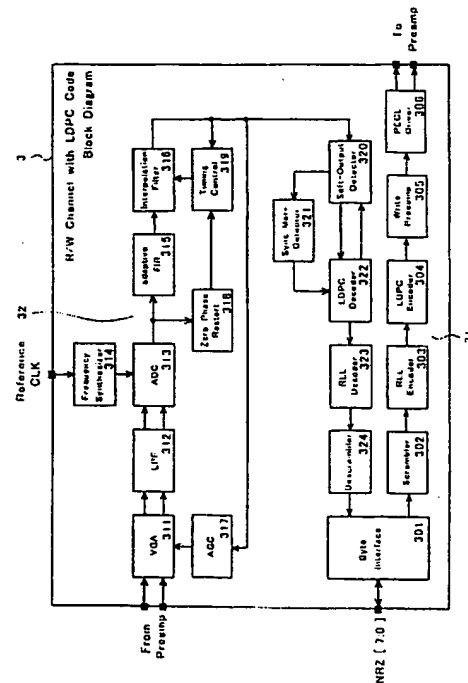 3
R/W Channel with LDPC Code
Block Diagram
32
Reference
CLK
Frequency
Synthesizer
314
From
Preamp
VGA
311
LPF
312
ADC
313
adaptive
FIR
315
Interpolation
Filter
316
AGC
317
Zero Phase
Restart
318
Timing
Control
319
Soft-Output
Detector
320
Sync Mark
Detector
321
LDPC
Decoder
322
RLL
Decoder
323
Descrambler
324
NRZ [ 7:0 ]
Byte
Interface
301
Scrambler
302
RLL
Encoder
303
LDPC
Encoder
304
Write
Precomp
305
PECL
Driver
306
To
Preamp
31